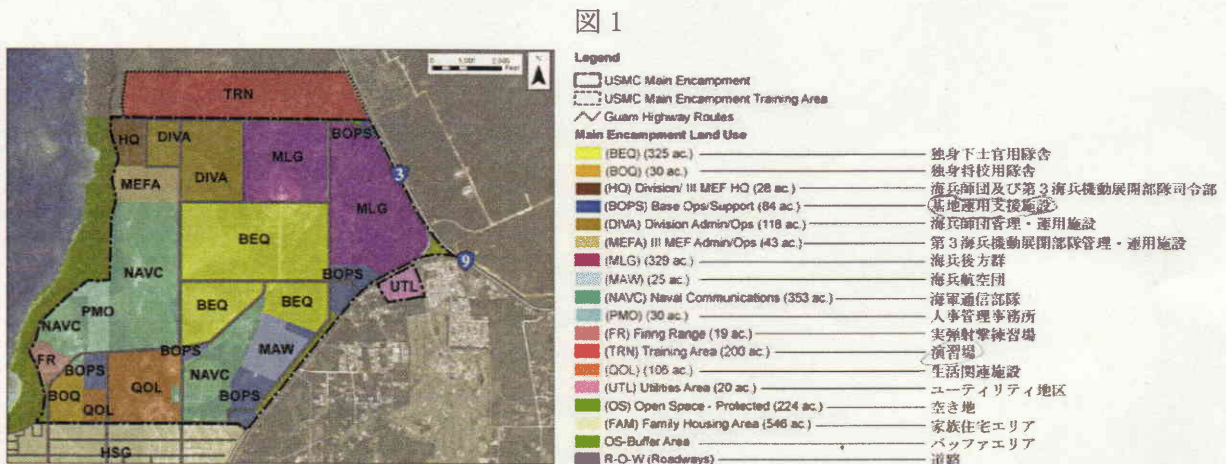 図1
0 1,000 2,000
Feet
N
TRN
HQ
DIVA
BOPS
MLG
MEFA
DIVA
3
MLG
BEQ
NAVC
9
BOPS
UTL
BEQ
BEQ
PMO
NAVC
MAW
FR
BOPS
BOPS
QOL
NAVC
BOQ
QOL
BOPS
HSG
Legend
USMC Main Encampment
USMC Main Encampment Training Area
Guam Highway Routes
Main Encampment Land Use
(BEQ) (325 ac.) 独身下士官用隊舎
(BOQ) (30 ac.) 独身将校用隊舎
(HQ) Division/ III MEF HQ (28 ac.) 海兵師団及び第3海兵機動展開部隊司令部
(BOPS) Base Ops/Support (84 ac.) 基地運用支援施設
(DIVA) Division Admin/Ops (118 ac.) 海兵師団管理・運用施設
(MEFA) III MEF Admin/Ops (43 ac.) 第3海兵機動展開部隊管理・運用施設
(MLG) (329 ac.) 海兵後方群
(MAW) (25 ac.) 海兵航空団
(NAVC) Naval Communications (353 ac.) 海軍通信部隊
(PMO) (30 ac.) 人事管理事務所
(FR) Firing Range (19 ac.) 実弾射撃練習場
(TRN) Training Area (200 ac.) 演習場
(QOL) (105 ac.) 生活関連施設
(UTL) Utilities Area (20 ac.) ユーティリティ地区
(OS) Open Space - Protected (224 ac.) 空き地
(FAM) Family Housing Area (546 ac.) 家族住宅エリア
OS-Buffer Area バッファエリア
R-O-W (Roadways) 道路